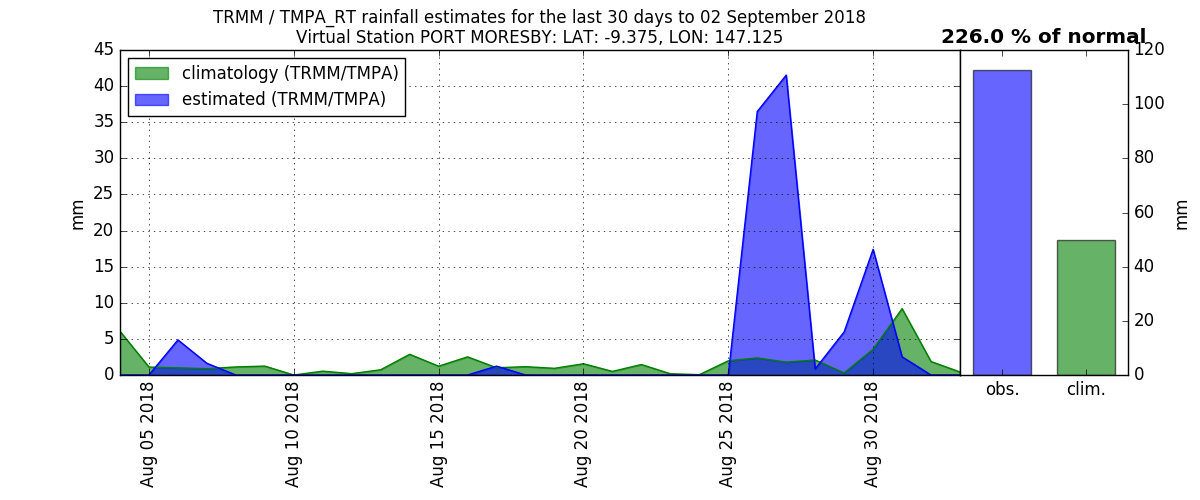 TRMM / TMPA_RT rainfall estimates for the last 30 days to 02 September 2018
Virtual Station PORT MORESBY: LAT: -9.375, LON: 147.125
226.0 % of normal
climatology (TRMM/TMPA)
estimated (TRMM/TMPA)
45
40
35
30
25
20
15
10
5
0
mm
Aug 05 2018
Aug 10 2018
Aug 15 2018
Aug 20 2018
Aug 25 2018
Aug 30 2018
obs.
clim.
120
100
80
60
40
20
0
mm